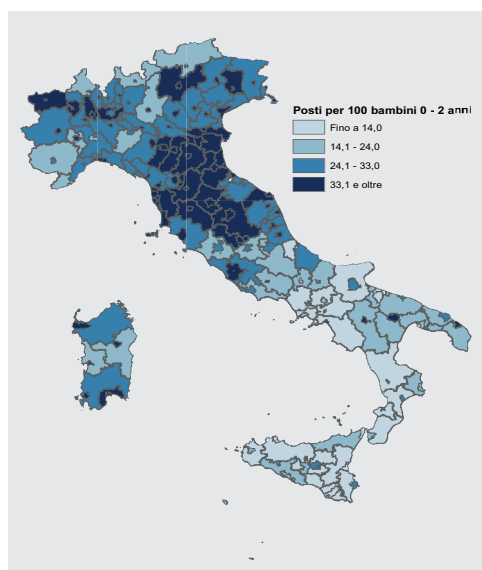 Posti per 100 bambini 0 - 2 anni
Fino a 14,0
14,1 - 24,0
24,1 - 33,0
33,1 e oltre